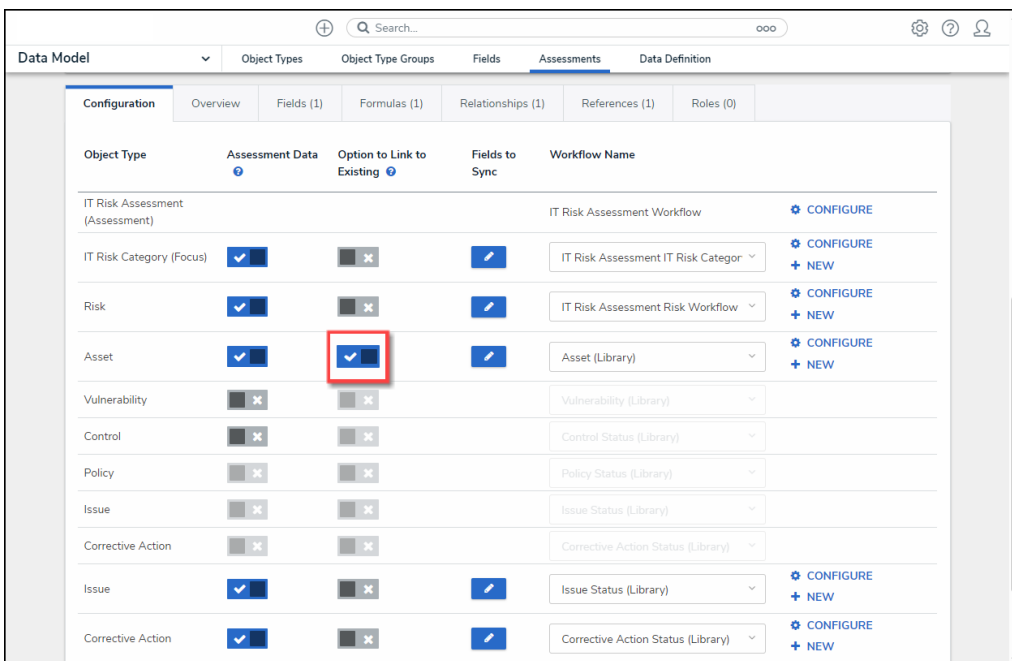 Search...
ooo
Data Model
Object Types
Object Type Groups
Fields
Assessments
Data Definition
Configuration
Overview
Fields (1)
Formulas (1)
Relationships (1)
References (1)
Roles (0)
Object Type
Assessment Data
?
Option to Link to
Existing ?
Fields to
Sync
Workflow Name
IT Risk Assessment
(Assessment)
IT Risk Assessment Workflow
CONFIGURE
IT Risk Category (Focus)
IT Risk Assessment IT Risk Categor
CONFIGURE
+ NEW
Risk
IT Risk Assessment Risk Workflow
CONFIGURE
+ NEW
Asset
Asset (Library)
CONFIGURE
+ NEW
Vulnerability
Vulnerability (Library)
Control
Control Status (Library)
Policy
Policy Status (Library)
Issue
Issue Status (Library)
Corrective Action
Corrective Action Status (Library)
Issue
Issue Status (Library)
CONFIGURE
+ NEW
Corrective Action
Corrective Action Status (Library)
CONFIGURE
+ NEW